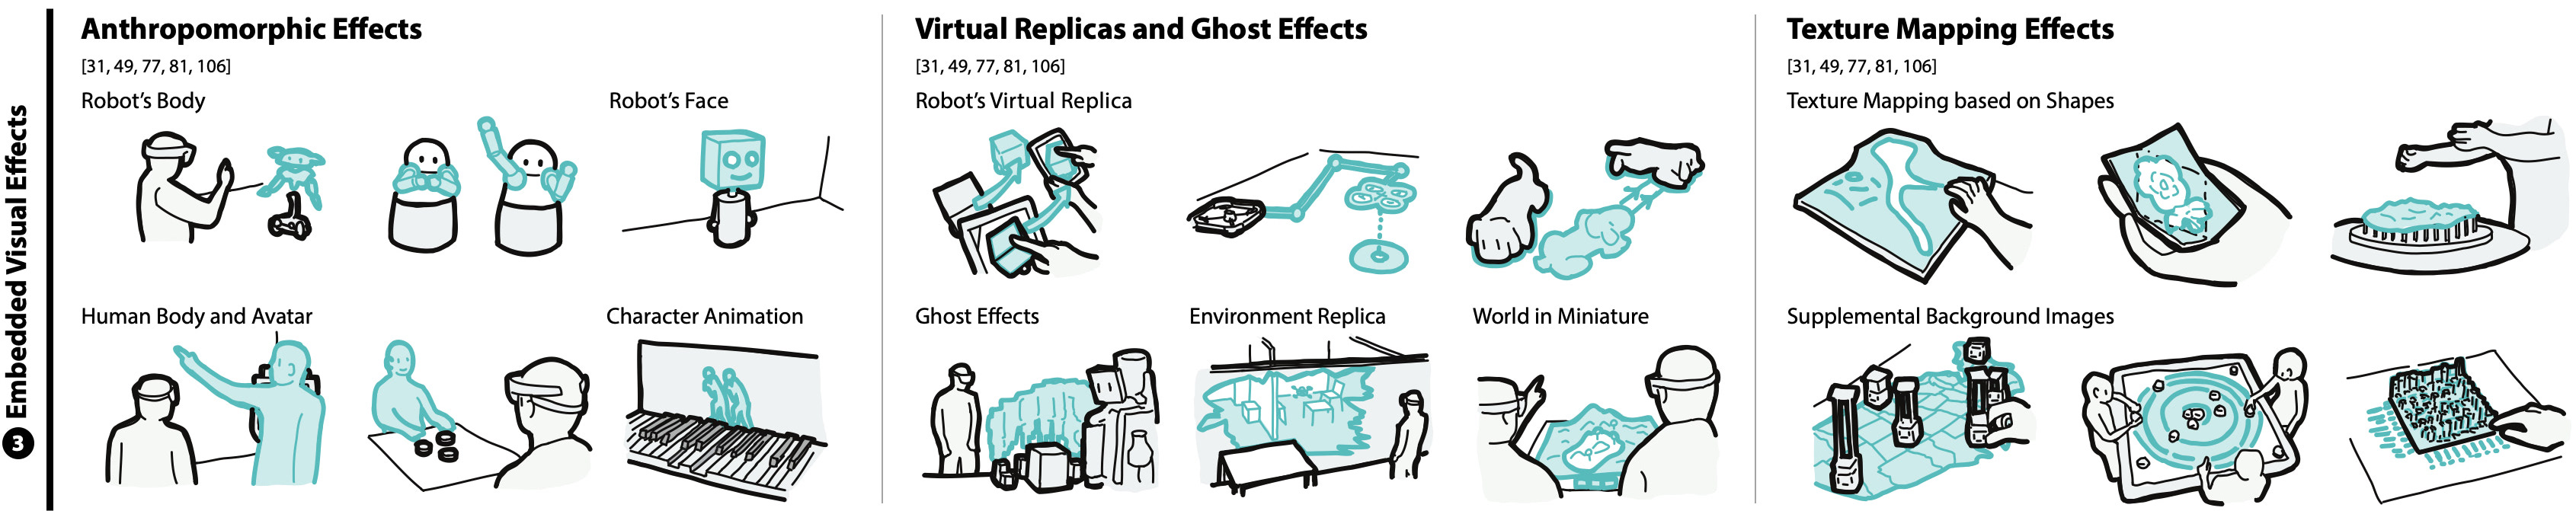 3 Embedded Visual Effects
Anthropomorphic Effects
[31, 49, 77, 81, 106]
Robot’s Body
Robot’s Face
Human Body and Avatar
Character Animation
Virtual Replicas and Ghost Effects
[31, 49, 77, 81, 106]
Robot’s Virtual Replica
Ghost Effects
Environment Replica
World in Miniature
Texture Mapping Effects
[31, 49, 77, 81, 106]
Texture Mapping based on Shapes
Supplemental Background Images